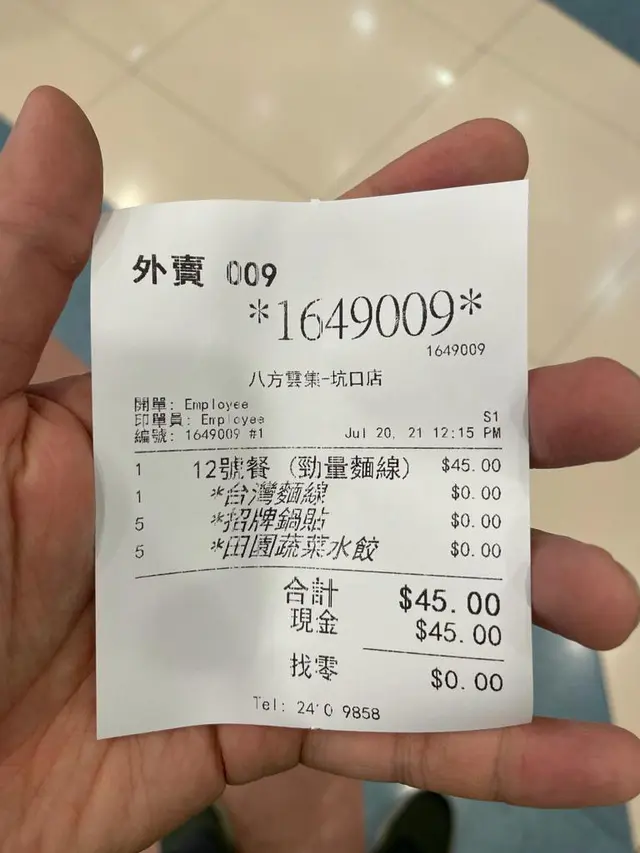 外賣 009
*1649009*
1649009
八方雲集-坑口店
開單: Employee
印單員: Employee S1
編號: 1649009 #1 Jul 20, 21 12:15 PM
1 12號餐 (勁量麵線) $45.00
1 *台灣麵線 $0.00
5 *招牌鍋貼 $0.00
5 *田園蔬菜水餃 $0.00
合計 $45.00
現金 $45.00
找零 $0.00
Tel: 9858